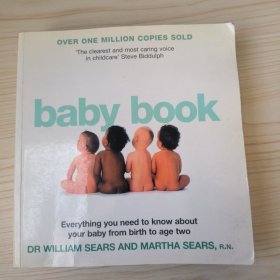 OVER ONE MILLION COPIES SOLD
'The clearest and most caring voice
in childcare' Steve Biddulph
baby book
Everything you need to know about
your baby from birth to age two
DR WILLIAM SEARS AND MARTHA SEARS, R.N.